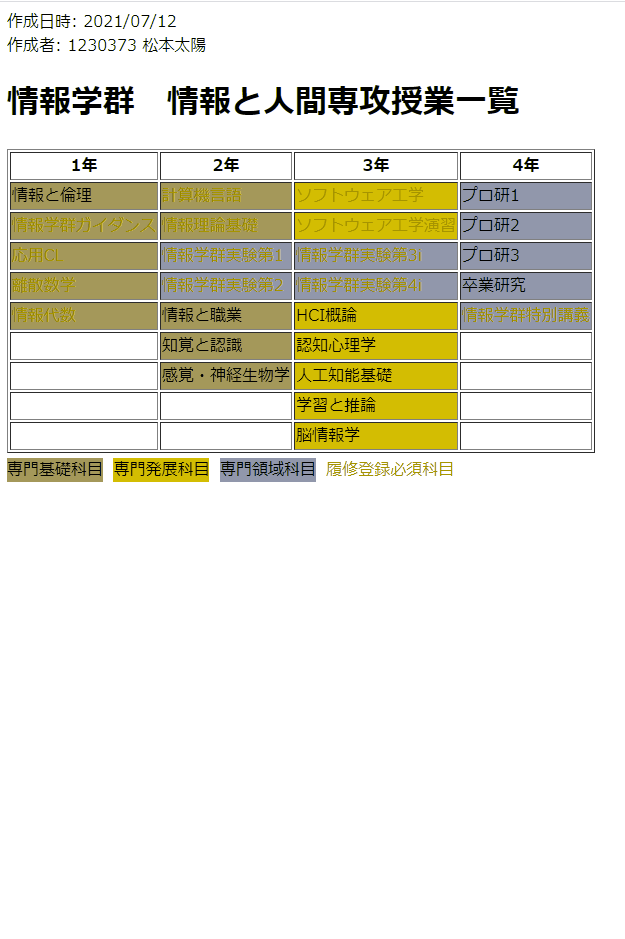 作成日時: 2021/07/12
作成者: 1230373 松本太陽
情報学群　情報と人間専攻授業一覧
1年 2年 3年 4年
情報と倫理 計算機言語 ソフトウェア工学 プロ研1
情報学群ガイダンス 情報理論基礎 ソフトウェア工学演習 プロ研2
応用CL 情報学群実験第1 情報学群実験第3i プロ研3
離散数学 情報学群実験第2 情報学群実験第4i 卒業研究
情報代数 情報と職業 HCI概論 情報学群特別講義
知覚と認識 認知心理学
感覚・神経生物学 人工知能基礎
学習と推論
脳情報学
専門基礎科目 専門発展科目 専門領域科目 履修登録必須科目